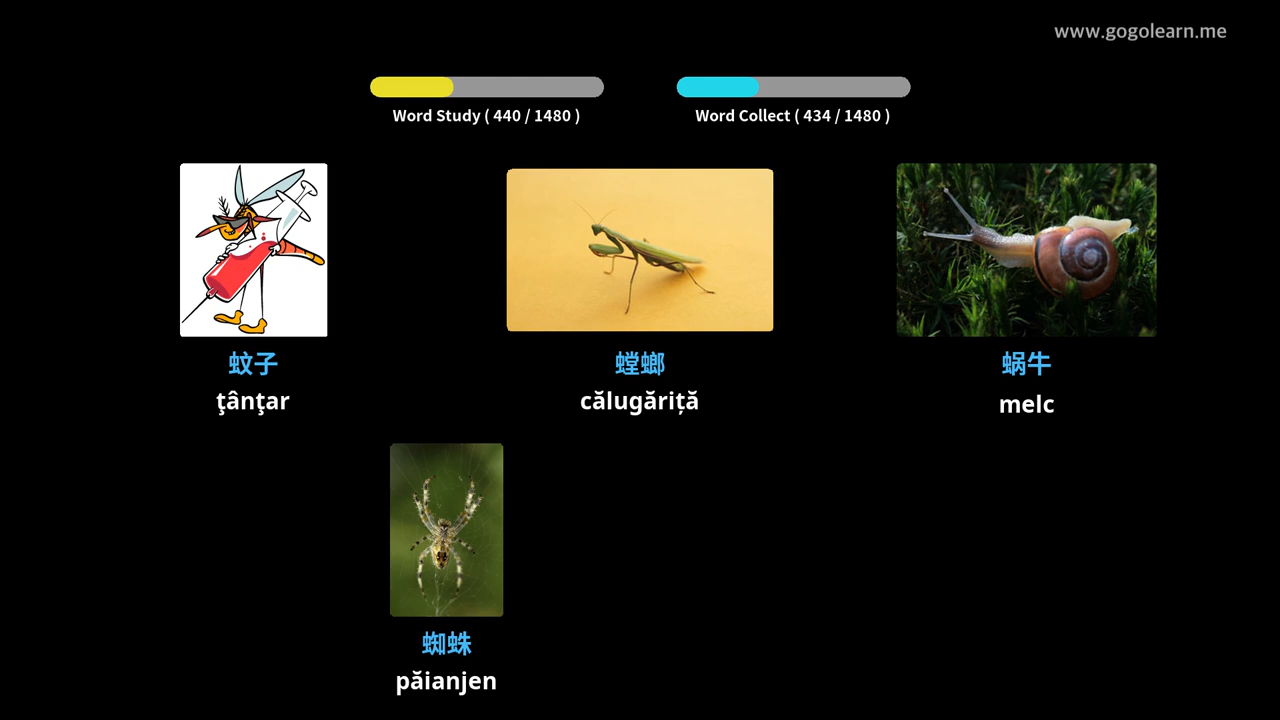 www.gogolearn.me
Word Study ( 440 / 1480 )
Word Collect ( 434 / 1480 )
蚊子
ţânţar
螳螂
călugăriță
蜗牛
melc
蜘蛛
păianjen